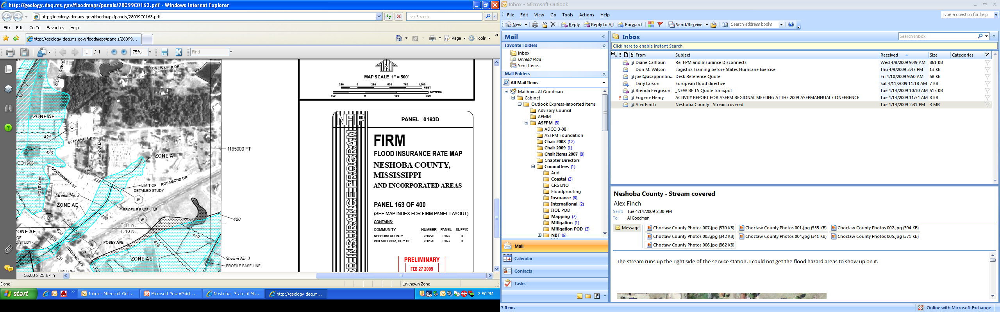 http://geology.deq.ms.gov/floodmaps/panels/28099C0163.pdf - Windows Internet Explorer
http://geology.deq.ms.gov/floodmaps/panels/28099C0163.pdf
Live Search
File Edit Go To Favorites Help
http://geology.deq.ms.gov/floodmaps/panels/28099...
Page Tools
1 / 1 75% Find
VALLEY VIEW DR
EDGEWATER DR
ZONE AE
C
421
ST FRANCIS DR
MEADOW LN
420
CO1566
ZONE A
1185000 FT
GOVERNMENT ST
B
432
POSEY AVE
ROSAMOND DR
LIMIT OF
DETAILED STUDY
Stream No. 3
B
ZONE AE
PROFILE BASE LINE
B
428
B
425
420
T. 11 N.
T. 10 N.
ZONE AE
424
419
OF
D STUDY
423
A
POSEY AVE
418
A
HOLLAND AVE
420
ZONE AE
Stream No. 2
PROFILE BASE LINE
LIMIT OF
N
MAP SCALE 1" = 500'
250 0 250 500 750 1,000
FEET
METERS
150 0 150 300
NFIP
PANEL 0163D
FIRM
FLOOD INSURANCE RATE MAP
NESHOBA COUNTY,
MISSISSIPPI
AND INCORPORATED AREAS
PANEL 163 OF 400
(SEE MAP INDEX FOR FIRM PANEL LAYOUT)
CONTAINS:
COMMUNITY NUMBER PANEL SUFFIX
NESHOBA COUNTY 280276 0163 D
PHILADELPHIA, CITY OF 280120 0163 D
PRELIMINARY
FEB 27 2009
OD INSURANCE PROGRAM
36.00 x 25.87 in
Done
Unknown Zone
start
Inbox - Microsoft Out...
Microsoft PowerPoint ...
Neshoba - State of Mi...
http://geology.deq.m...
2:50 PM
Inbox - Microsoft Outlook
File Edit View Go Tools Actions Help
Type a question for help
New Reply Reply to All Forward Send/Receive Search address books
Mail
Favorite Folders
Inbox
Unread Mail
Sent Items
Mail Folders
All Mail Items
Mailbox - Al Goodman
Cabinet
Outlook Express-imported items
Advisory Council
AFMM
ASFPM (3)
ADCO 3-08
ASFPM Foundation
Chair 2008 (12)
Chair 2009 (1)
Chair Items 2007 (8)
Chapter Directors
Committees (1)
Arid
Coastal (3)
CRS LNO
Floodproofing
Insurance (6)
International (2)
ITOE POD
Mapping (7)
Mitigation (1)
Mitigation POD (2)
NBF (6)
Mail
Calendar
Contacts
Tasks
7 Items
Inbox
Search Inbox
Click here to enable Instant Search
From Subject Received Size Categories
Diane Calhoun Re: FPM and Insurance Disconnects Wed 4/8/2009 9:49 AM 861 KB
Don M. Wilson Logistics Training before States Hurricane Exercise Thu 4/9/2009 3:47 PM 13 KB
joel@asapprintin... Desk Reference Quote Fri 4/10/2009 9:50 AM 58 KB
Larry Larson European flood directive Sat 4/11/2009 11:18 AM 7 KB
Brenda Ferguson _NEW BF-LS Quote form.pdf Tue 4/14/2009 10:10 AM 515 KB
Eugene Henry ACTIVITY REPORT FOR ASFPM REGIONAL MEETING AT THE 2009 ASFPMANNUAL CONFERENCE Tue 4/14/2009 11:54 AM 8 KB
Alex Finch Neshoba County - Stream covered Tue 4/14/2009 2:31 PM 3 MB
Neshoba County - Stream covered
Alex Finch
Sent: Tue 4/14/2009 2:30 PM
To: Al Goodman
Message Choctaw County Photos 007.jpg (370 KB) Choctaw County Photos 001.jpg (355 KB) Choctaw County Photos 002.jpg (394 KB)
Choctaw County Photos 003.jpg (342 KB) Choctaw County Photos 004.jpg (341 KB) Choctaw County Photos 005.jpg (371 KB)
Choctaw County Photos 006.jpg (362 KB)
The stream runs up the right side of the service station. I could not get the flood hazard areas to show up on it.
Online with Microsoft Exchange